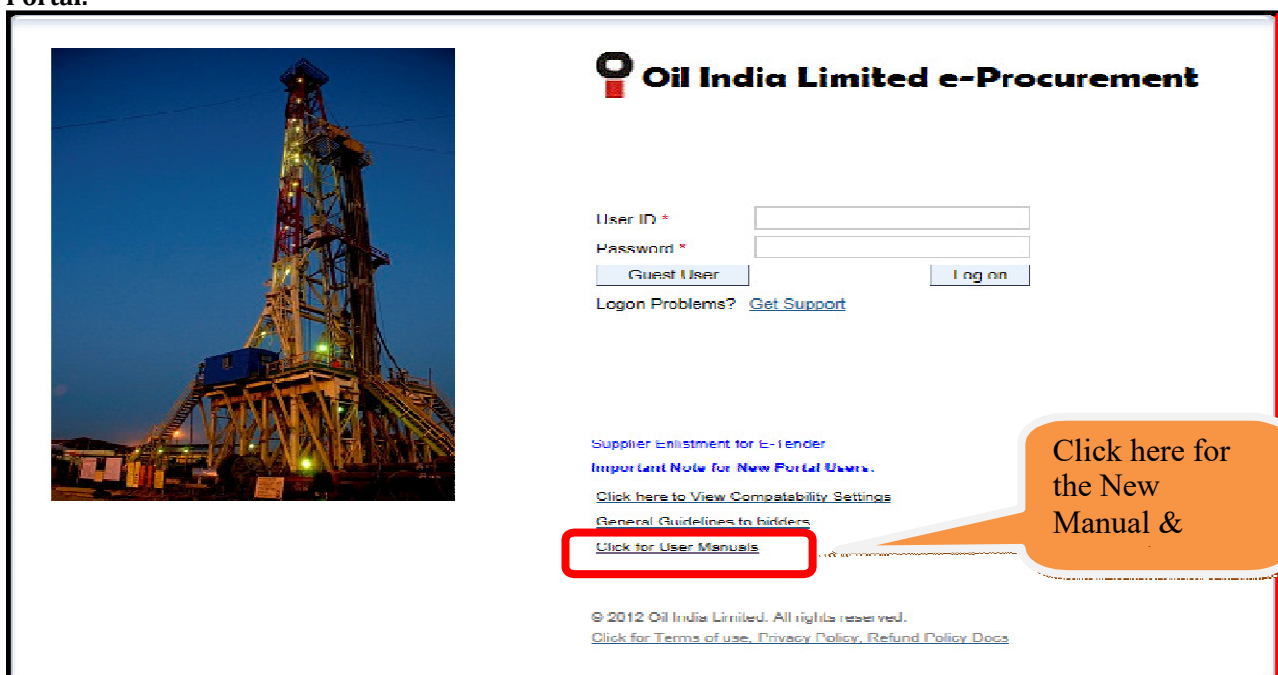 Portal.
Oil India Limited e-Procurement
User ID *
Password *
Guest User
Log on
Logon Problems? Get Support
Supplier Enlistment for E-Tender
Important Note for New Portal Users.
Click here to View Compatability Settings
General Guidelines to bidders
Click for User Manuals
Click here for
the New
Manual &
© 2012 Oil India Limited. All rights reserved.
Click for Terms of use, Privacy Policy, Refund Policy Docs